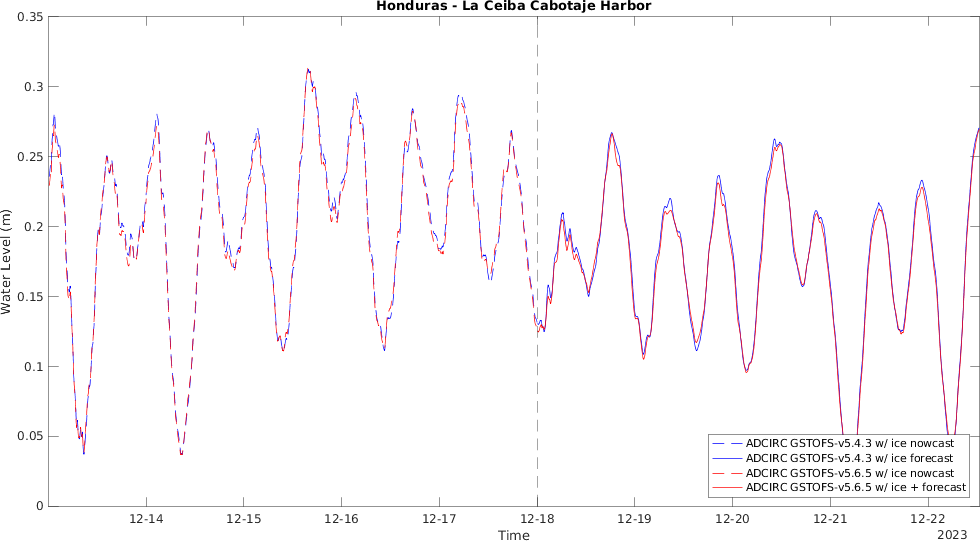 Honduras - La Ceiba Cabotaje Harbor
0.35
0.3
0.25
0.2
0.15
0.1
0.05
0
Water Level (m)
ADCIRC GSTOFS-v5.4.3 w/ ice nowcast
ADCIRC GSTOFS-v5.4.3 w/ ice forecast
ADCIRC GSTOFS-v5.6.5 w/ ice nowcast
ADCIRC GSTOFS-v5.6.5 w/ ice + forecast
12-14 12-15 12-16 12-17 12-18 12-19 12-20 12-21 12-22
Time
2023